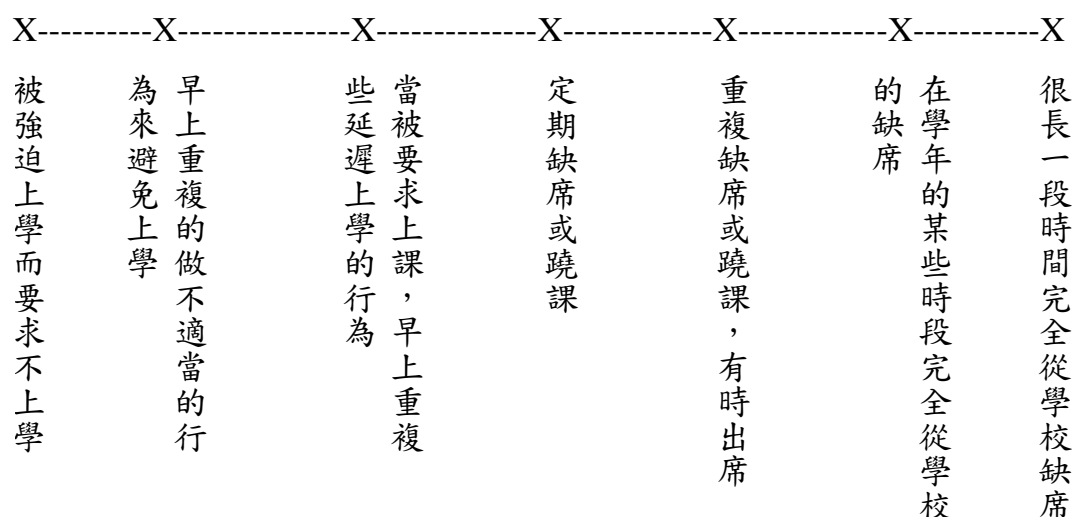 X----------X---------------X--------------X-------------X-------------X-----------X
被強迫上學而要求不上學
早上重複的做不適當的行
為來避免上學
當被要求上課，早上重複
些延遲上學的行為
定期缺席或蹺課
重複缺席或蹺課，有時出席
在學年的某些時段完全從學校
的缺席
很長一段時間完全從學校缺席